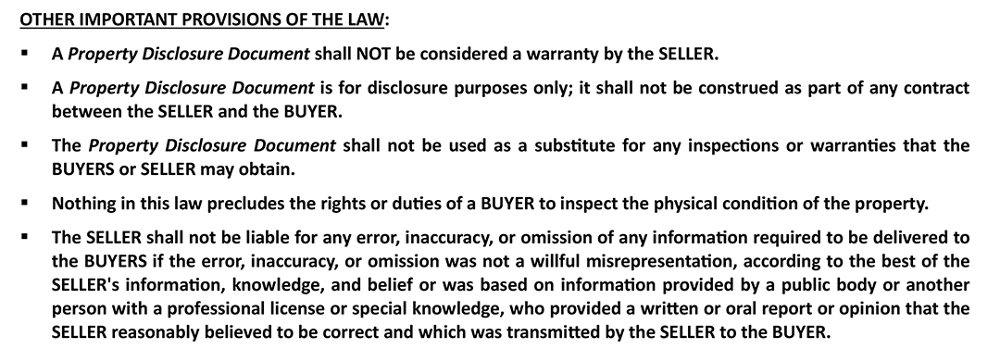 OTHER IMPORTANT PROVISIONS OF THE LAW:
▪ A Property Disclosure Document shall NOT be considered a warranty by the SELLER.
▪ A Property Disclosure Document is for disclosure purposes only; it shall not be construed as part of any contract
between the SELLER and the BUYER.
▪ The Property Disclosure Document shall not be used as a substitute for any inspections or warranties that the
BUYERS or SELLER may obtain.
▪ Nothing in this law precludes the rights or duties of a BUYER to inspect the physical condition of the property.
▪ The SELLER shall not be liable for any error, inaccuracy, or omission of any information required to be delivered to
the BUYERS if the error, inaccuracy, or omission was not a willful misrepresentation, according to the best of the
SELLER's information, knowledge, and belief or was based on information provided by a public body or another
person with a professional license or special knowledge, who provided a written or oral report or opinion that the
SELLER reasonably believed to be correct and which was transmitted by the SELLER to the BUYER.